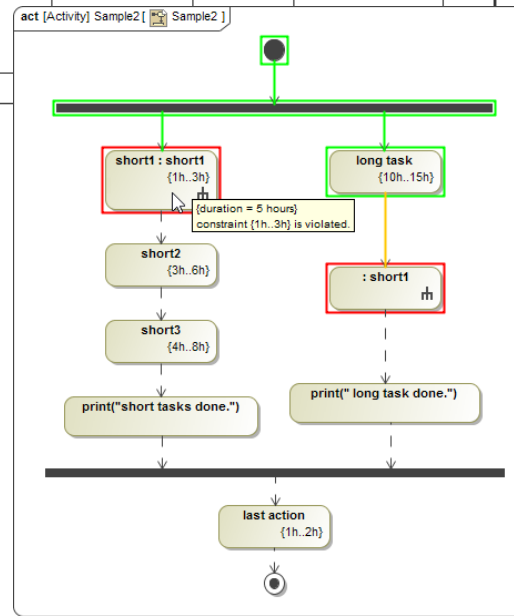 act [Activity] Sample2 [ Sample2 ]
short1 : short1
{1h..3h}
long task
{10h..15h}
{duration = 5 hours}
constraint {1h..3h} is violated.
short2
{3h..6h}
: short1
short3
{4h..8h}
print("short tasks done.")
print(" long task done.")
last action
{1h..2h}